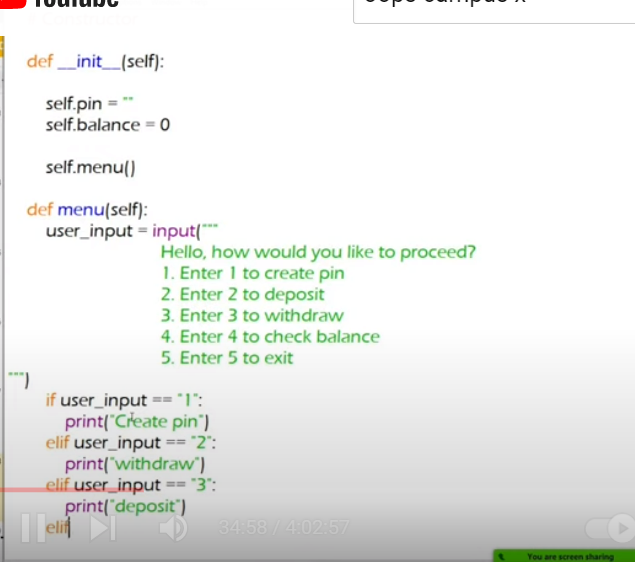 YouTube
def __init__(self):
self.pin = ""
self.balance = 0
self.menu()
def menu(self):
user_input = input("""
Hello, how would you like to proceed?
1. Enter 1 to create pin
2. Enter 2 to deposit
3. Enter 3 to withdraw
4. Enter 4 to check balance
5. Enter 5 to exit
""")
if user_input == "1":
print("Create pin")
elif user_input == "2":
print("withdraw")
elif user_input == "3":
print("deposit")
elif
34:58 / 4:02:57
You are screen sharing